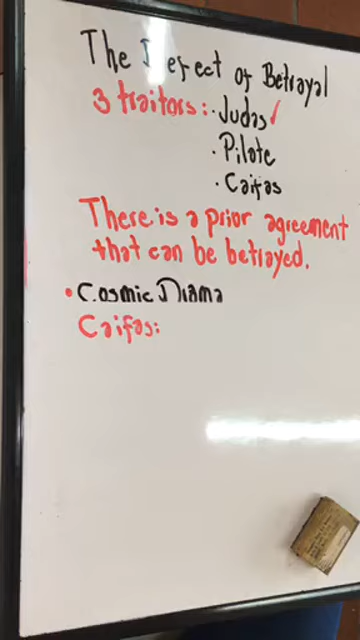 The Defect of Betrayal
3 traitors: · Judas ✓
· Pilate
· Caifas
There is a prior agreement
that can be betrayed.
• Cosmic Drama
Caifas: